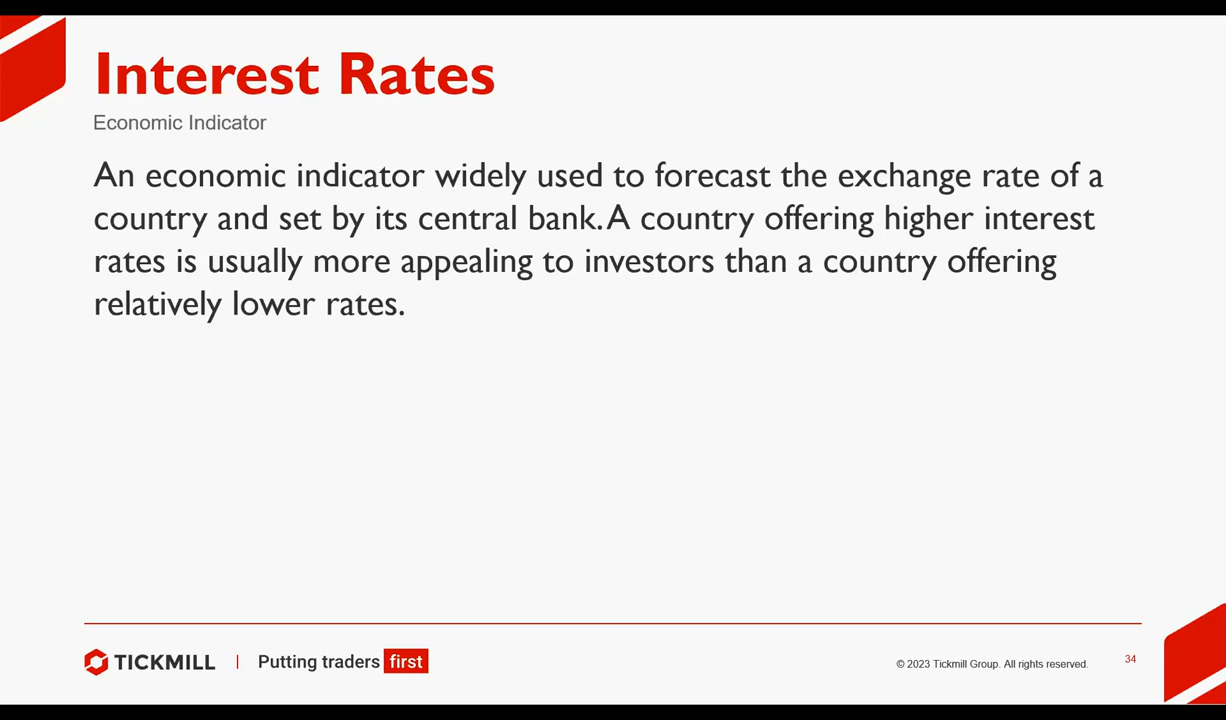 Interest Rates
Economic Indicator
An economic indicator widely used to forecast the exchange rate of a
country and set by its central bank. A country offering higher interest
rates is usually more appealing to investors than a country offering
relatively lower rates.
TICKMILL | Putting traders first
© 2023 Tickmill Group. All rights reserved.
34